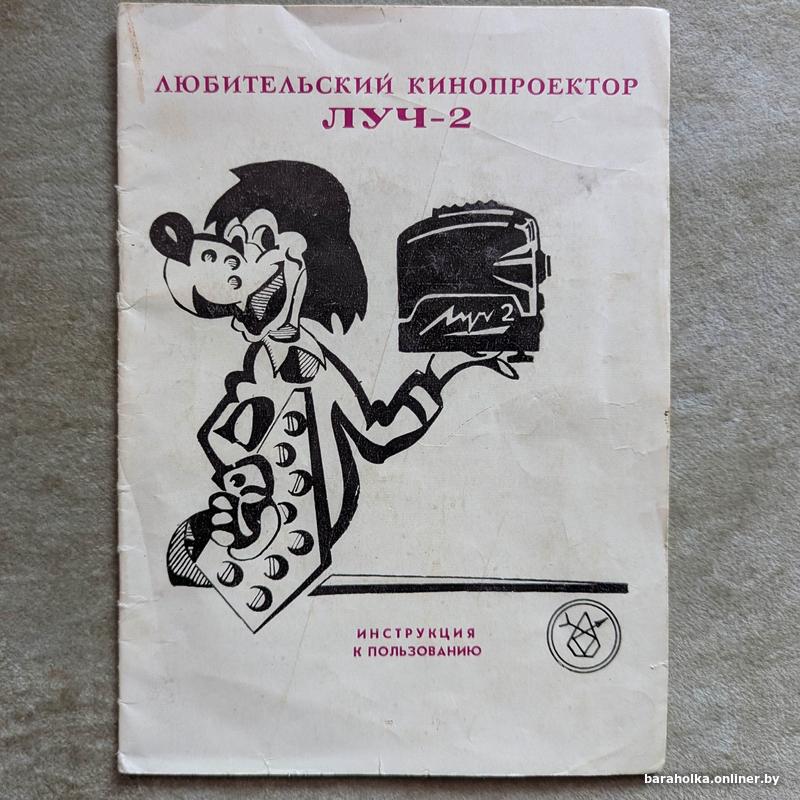 ЛЮБИТЕЛЬСКИЙ КИНОПРОЕКТОР
ЛУЧ-2
Луч 2
ИНСТРУКЦИЯ
К ПОЛЬЗОВАНИЮ
baraholka.onliner.by